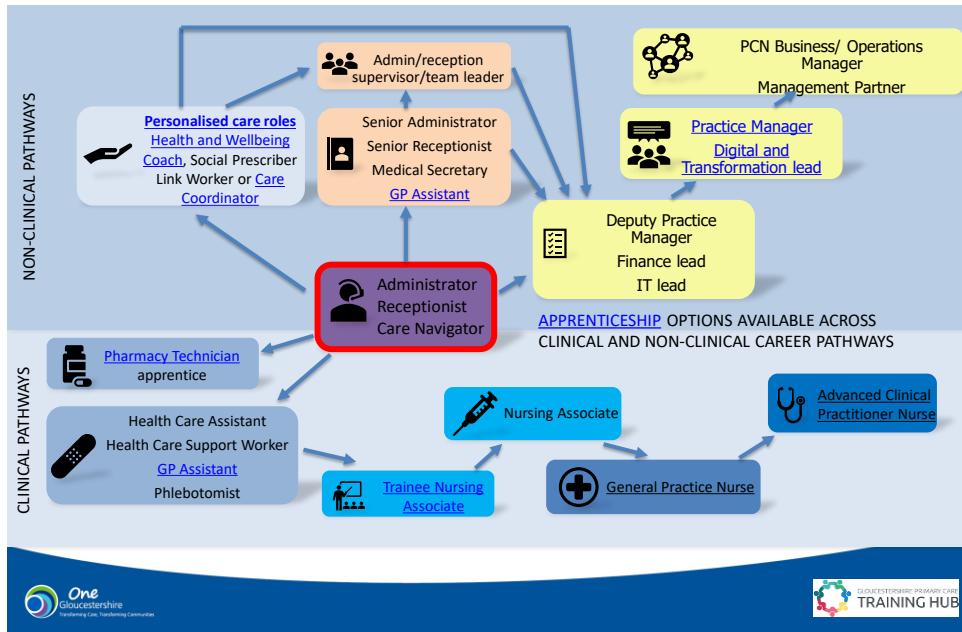 NON-CLINICAL PATHWAYS
Admin/reception
supervisor/team leader
PCN Business/ Operations
Manager
Management Partner
Personalised care roles
Health and Wellbeing
Coach, Social Prescriber
Link Worker or Care
Coordinator
Senior Administrator
Senior Receptionist
Medical Secretary
GP Assistant
Practice Manager
Digital and
Transformation lead
Deputy Practice
Manager
Finance lead
IT lead
Administrator
Receptionist
Care Navigator
APPRENTICESHIP OPTIONS AVAILABLE ACROSS
CLINICAL AND NON-CLINICAL CAREER PATHWAYS
CLINICAL PATHWAYS
Pharmacy Technician
apprentice
Health Care Assistant
Health Care Support Worker
GP Assistant
Phlebotomist
Trainee Nursing
Associate
Nursing Associate
General Practice Nurse
Advanced Clinical
Practitioner Nurse
One
Gloucestershire
Transforming Care, Transforming Communities
GLOUCESTERSHIRE PRIMARY CARE
TRAINING HUB